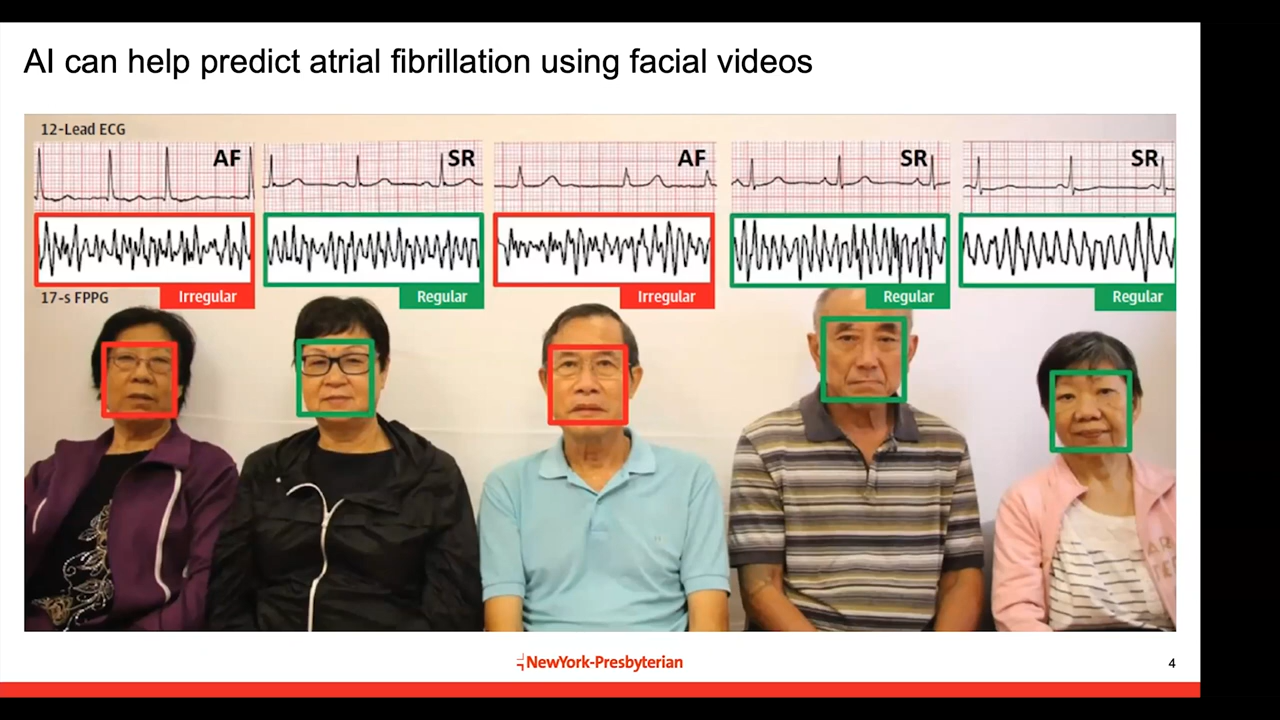 AI can help predict atrial fibrillation using facial videos
12-Lead ECG
AF
SR
AF
SR
SR
17-s FPPG
Irregular
Regular
Irregular
Regular
Regular
NewYork-Presbyterian
4